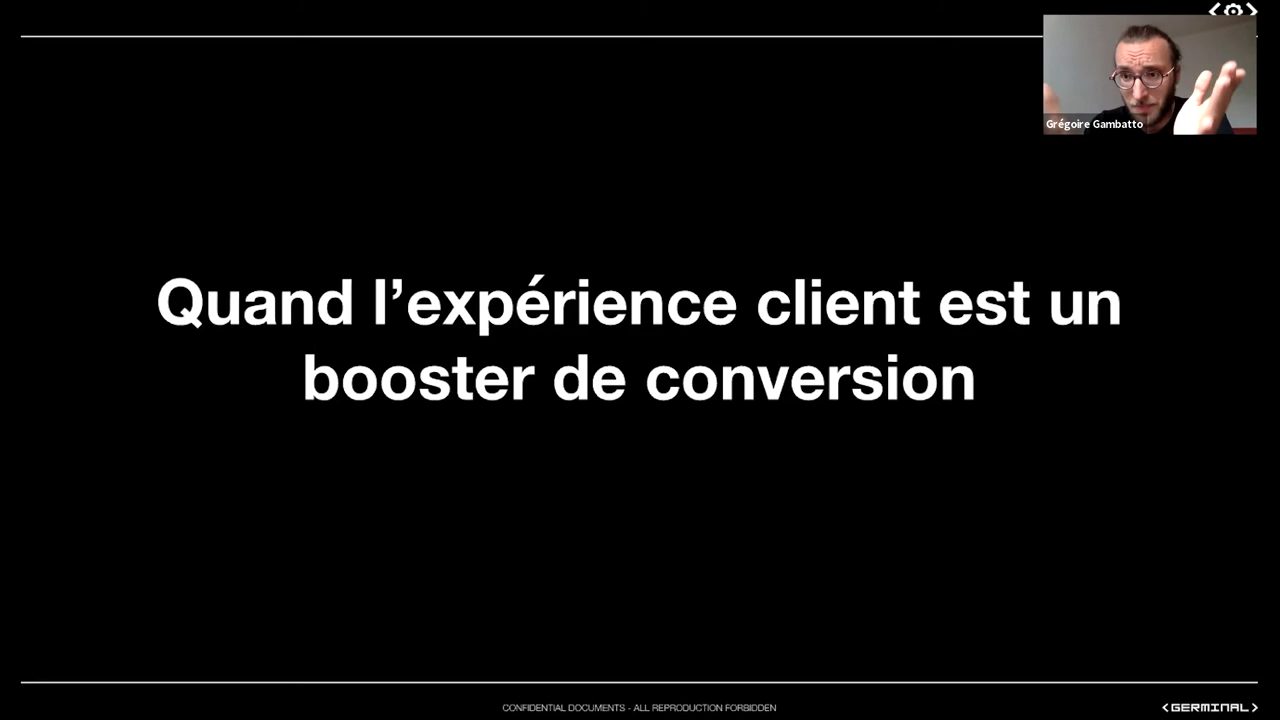 Grégoire Gambatto
Quand l’expérience client est un
booster de conversion
CONFIDENTIAL DOCUMENTS - ALL REPRODUCTION FORBIDDEN
<GERMINAL>